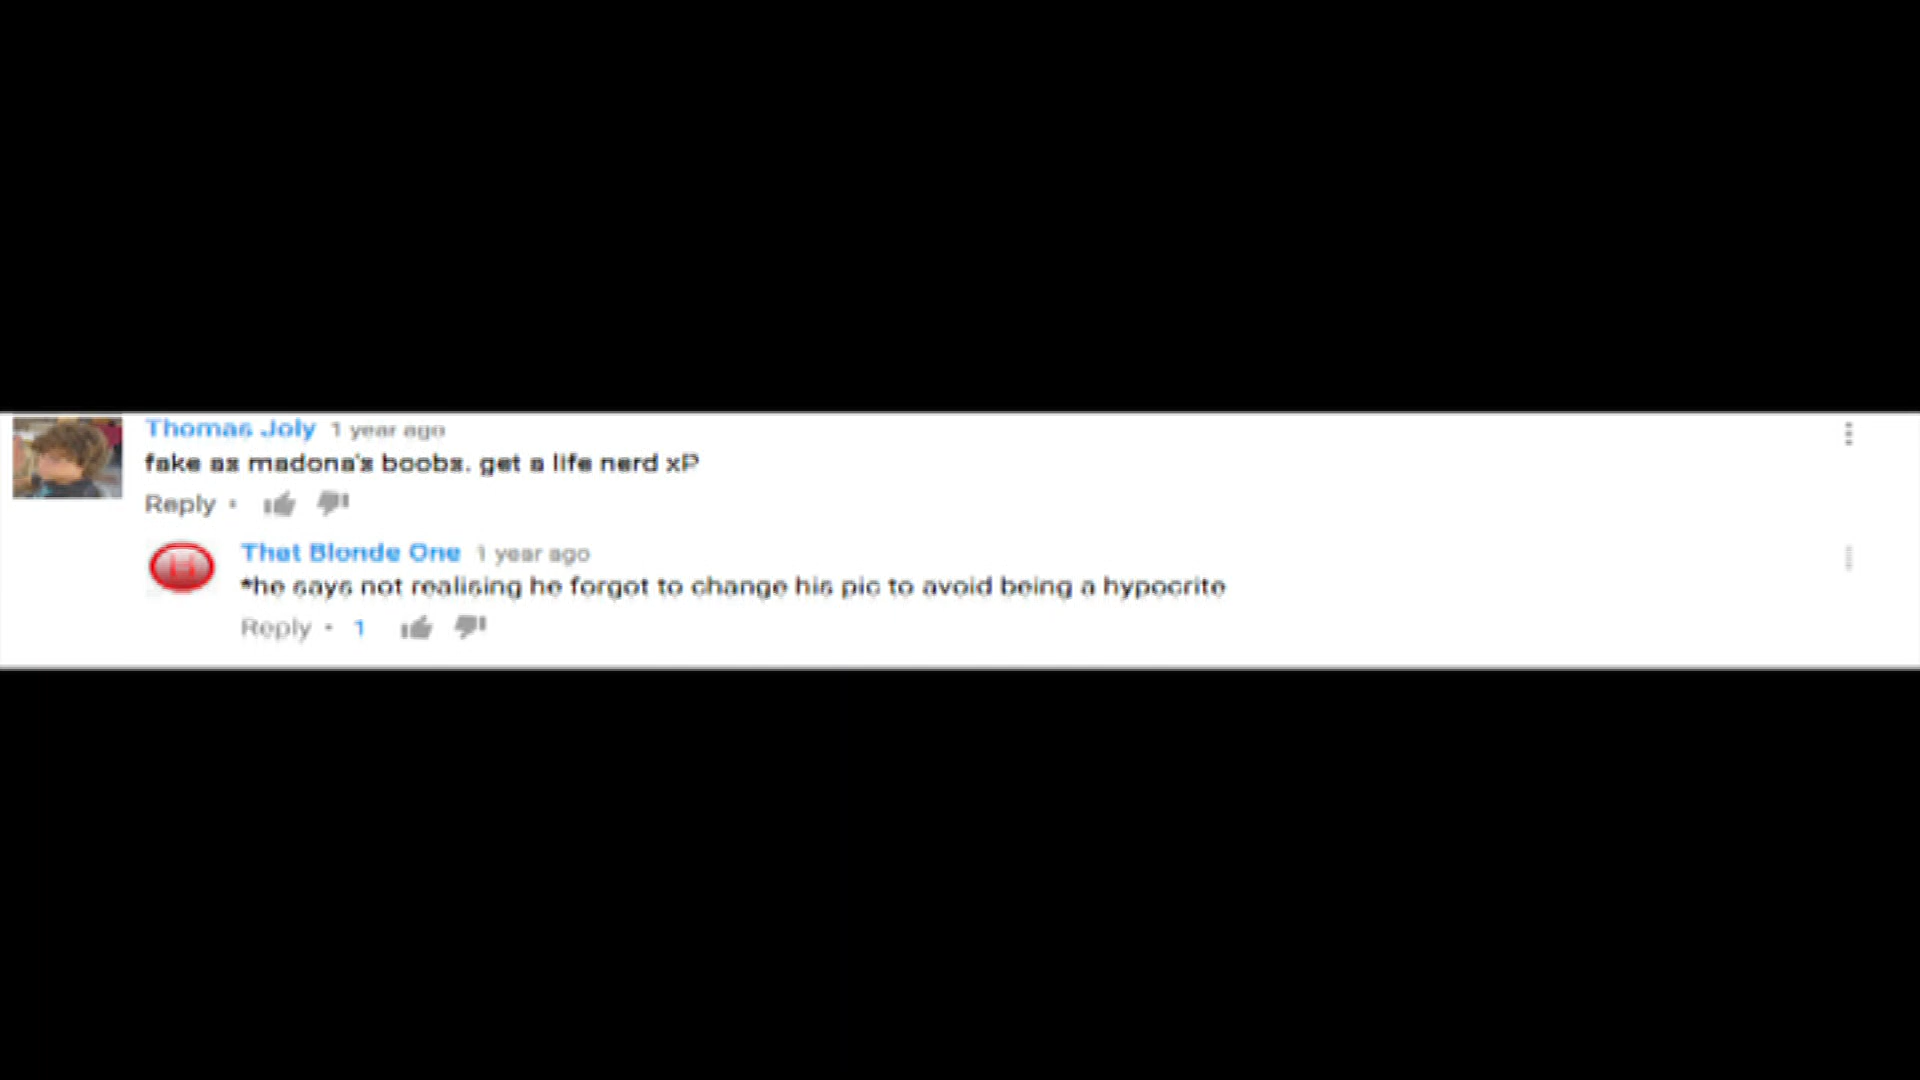 Thomas Joly 1 year ago
fake as madona's boobs. get a life nerd xP
Reply •
That Blonde One 1 year ago
*he says not realising he forgot to change his pic to avoid being a hypocrite
Reply • 1